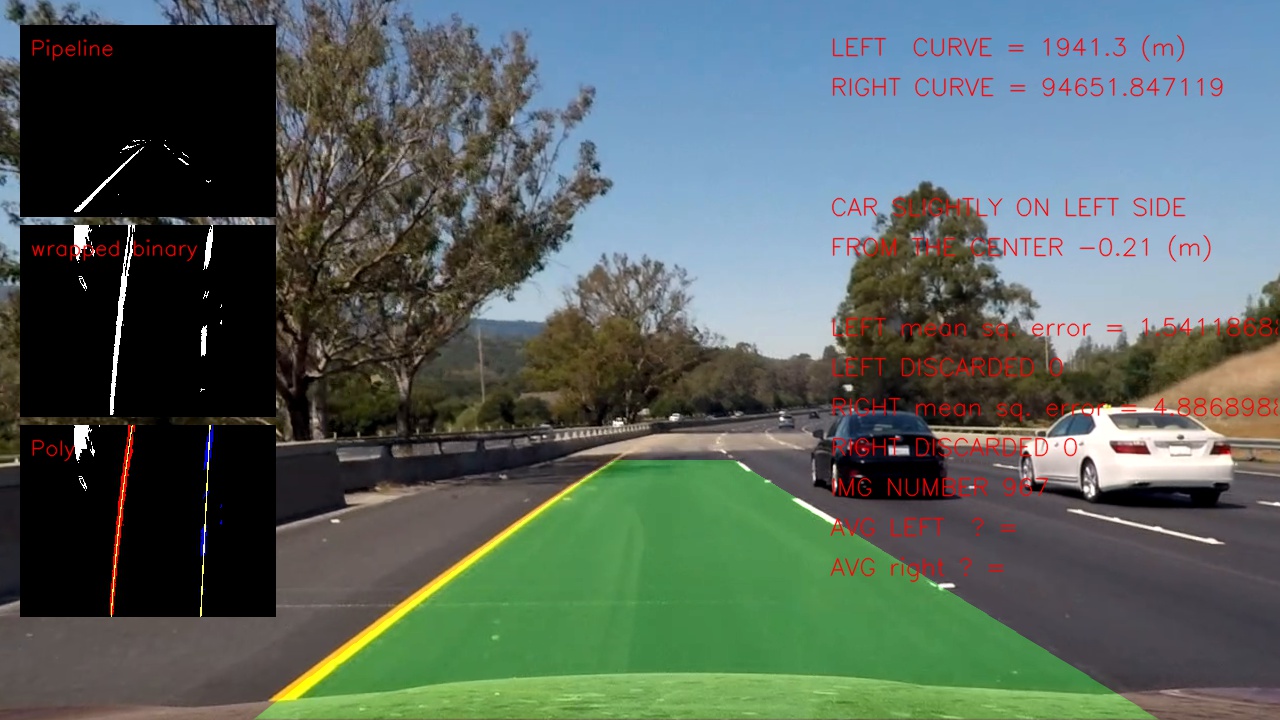 Pipeline
wrapped binary
Poly
LEFT CURVE = 1941.3 (m)
RIGHT CURVE = 94651.847119
CAR SLIGHTLY ON LEFT SIDE
FROM THE CENTER -0.21 (m)
LEFT mean sq. error = 1.5411868
LEFT DISCARDED 0
RIGHT mean sq. error = 4.886898
RIGHT DISCARDED 0
IMG NUMBER 967
AVG LEFT ? =
AVG right ? =